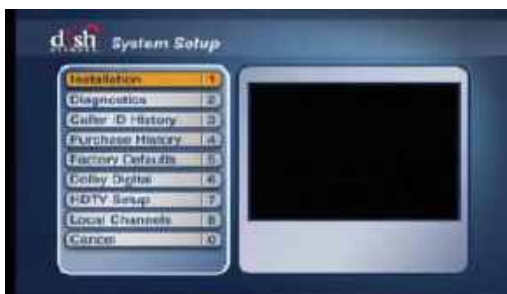 dish System Setup
NETWORK
Installation 1
Diagnostics 2
Caller ID History 3
Purchase History 4
Factory Defaults 5
Dolby Digital 6
HDTV Setup 7
Local Channels 8
Cancel 0